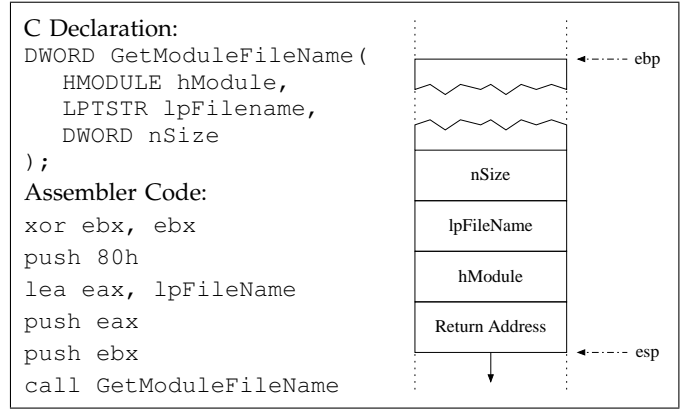 C Declaration:
DWORD GetModuleFileName(
HMODULE hModule,
LPTSTR lpFilename,
DWORD nSize
);
Assembler Code:
xor ebx, ebx
push 80h
lea eax, lpFileName
push eax
push ebx
call GetModuleFileName
ebp
nSize
lpFileName
hModule
Return Address
esp